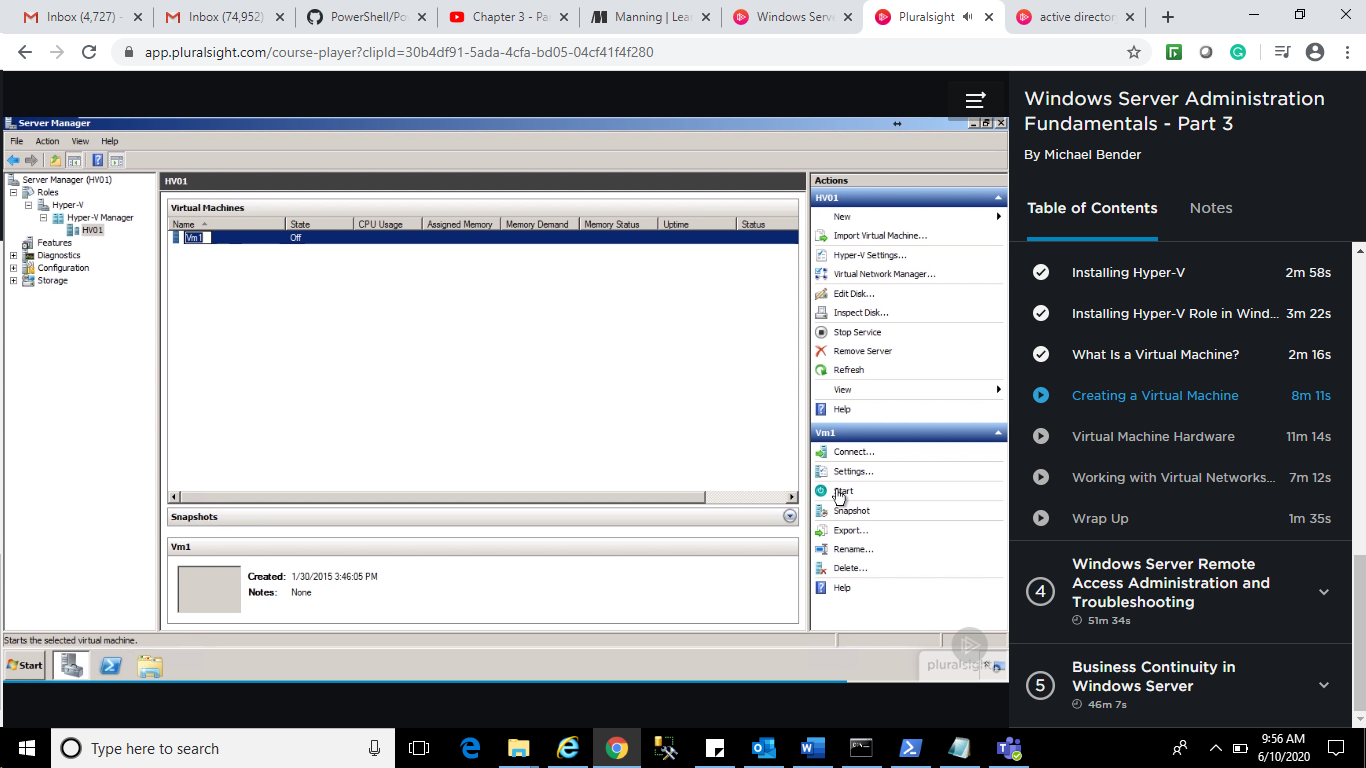 Inbox (4,727) -
Inbox (74,952)
PowerShell/Po
Chapter 3 - Pa
Manning | Lea
Windows Serv
Pluralsight
active director
app.pluralsight.com/course-player?clipId=30b4df91-5ada-4cfa-bd05-04cf41f4f280
Server Manager
File Action View Help
Server Manager (HV01)
Roles
Hyper-V
Hyper-V Manager
HV01
Features
Diagnostics
Configuration
Storage
HV01
Virtual Machines
Name State CPU Usage Assigned Memory Memory Demand Memory Status Uptime Status
Vm1 Off
Snapshots
Vm1
Created: 1/30/2015 3:46:05 PM
Notes: None
Actions
HV01
New
Import Virtual Machine...
Hyper-V Settings...
Virtual Network Manager...
Edit Disk...
Inspect Disk...
Stop Service
Remove Server
Refresh
View
Help
Vm1
Connect...
Settings...
Start
Snapshot
Export...
Rename...
Delete...
Help
Starts the selected virtual machine.
Start
pluralsight
Windows Server Administration
Fundamentals - Part 3
By Michael Bender
Table of Contents Notes
Installing Hyper-V 2m 58s
Installing Hyper-V Role in Wind... 3m 22s
What Is a Virtual Machine? 2m 16s
Creating a Virtual Machine 8m 11s
Virtual Machine Hardware 11m 14s
Working with Virtual Networks... 7m 12s
Wrap Up 1m 35s
4 Windows Server Remote
Access Administration and
Troubleshooting
51m 34s
5 Business Continuity in
Windows Server
46m 7s
Type here to search
9:56 AM
6/10/2020